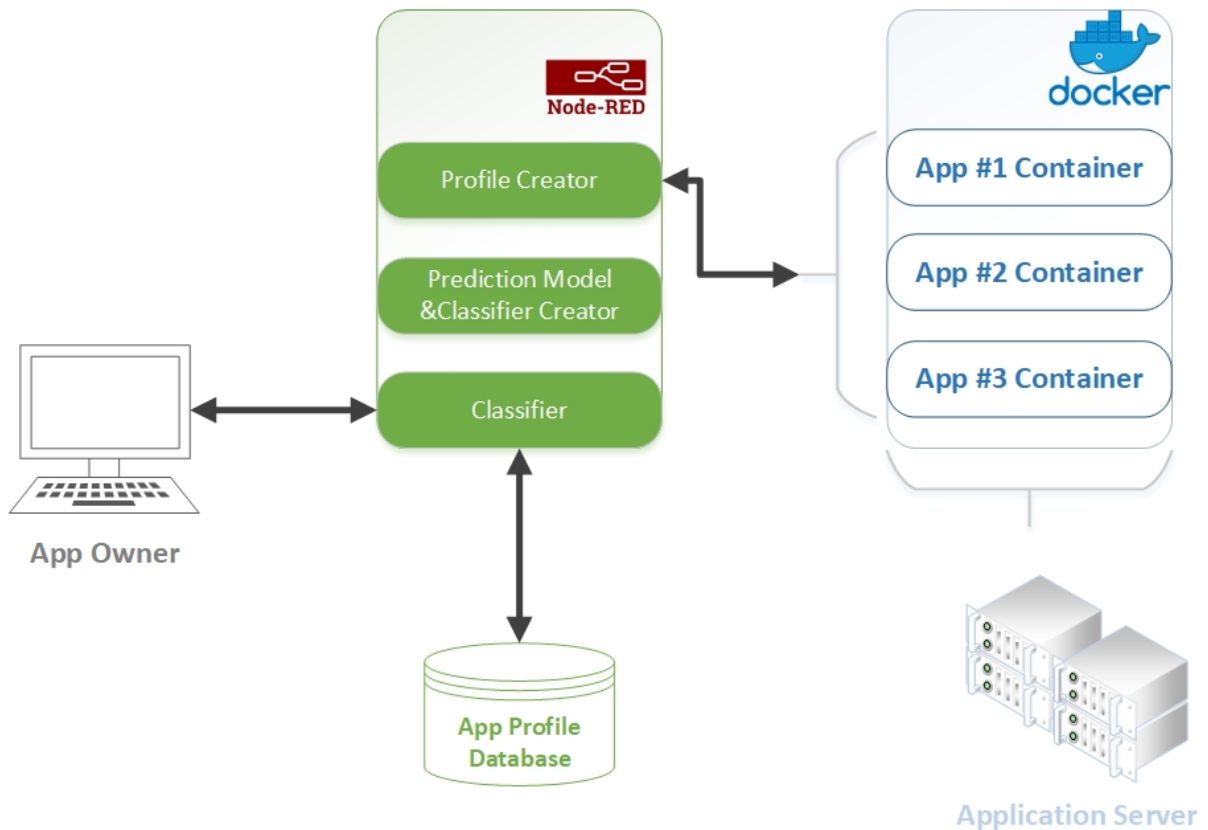 Node-RED
Profile Creator
Prediction Model
&Classifier Creator
Classifier
App Owner
App Profile
Database
docker
App #1 Container
App #2 Container
App #3 Container
Application Server